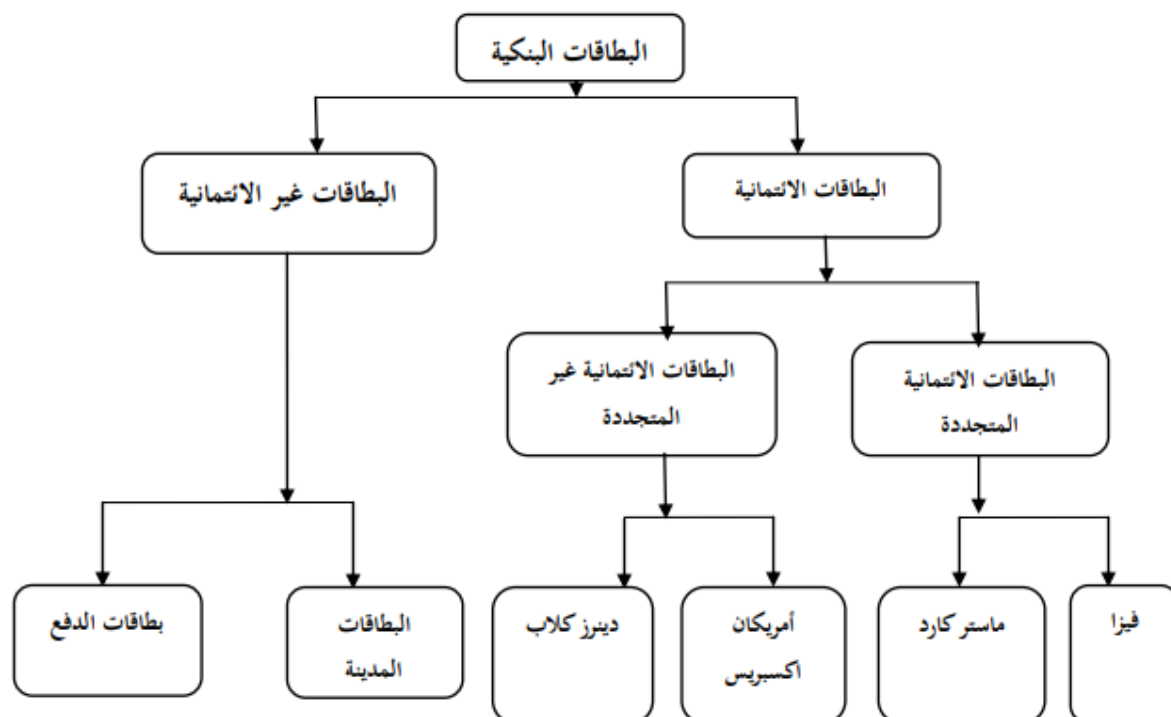 البطاقات البنكية
البطاقات الائتمانية
البطاقات غير الائتمانية
البطاقات الائتمانية
المتجددة
البطاقات الائتمانية غير
المتجددة
فيزا
ماستر كارد
أمريكان
اكسبريس
دينرز كلاب
البطاقات
المدينة
بطاقات الدفع